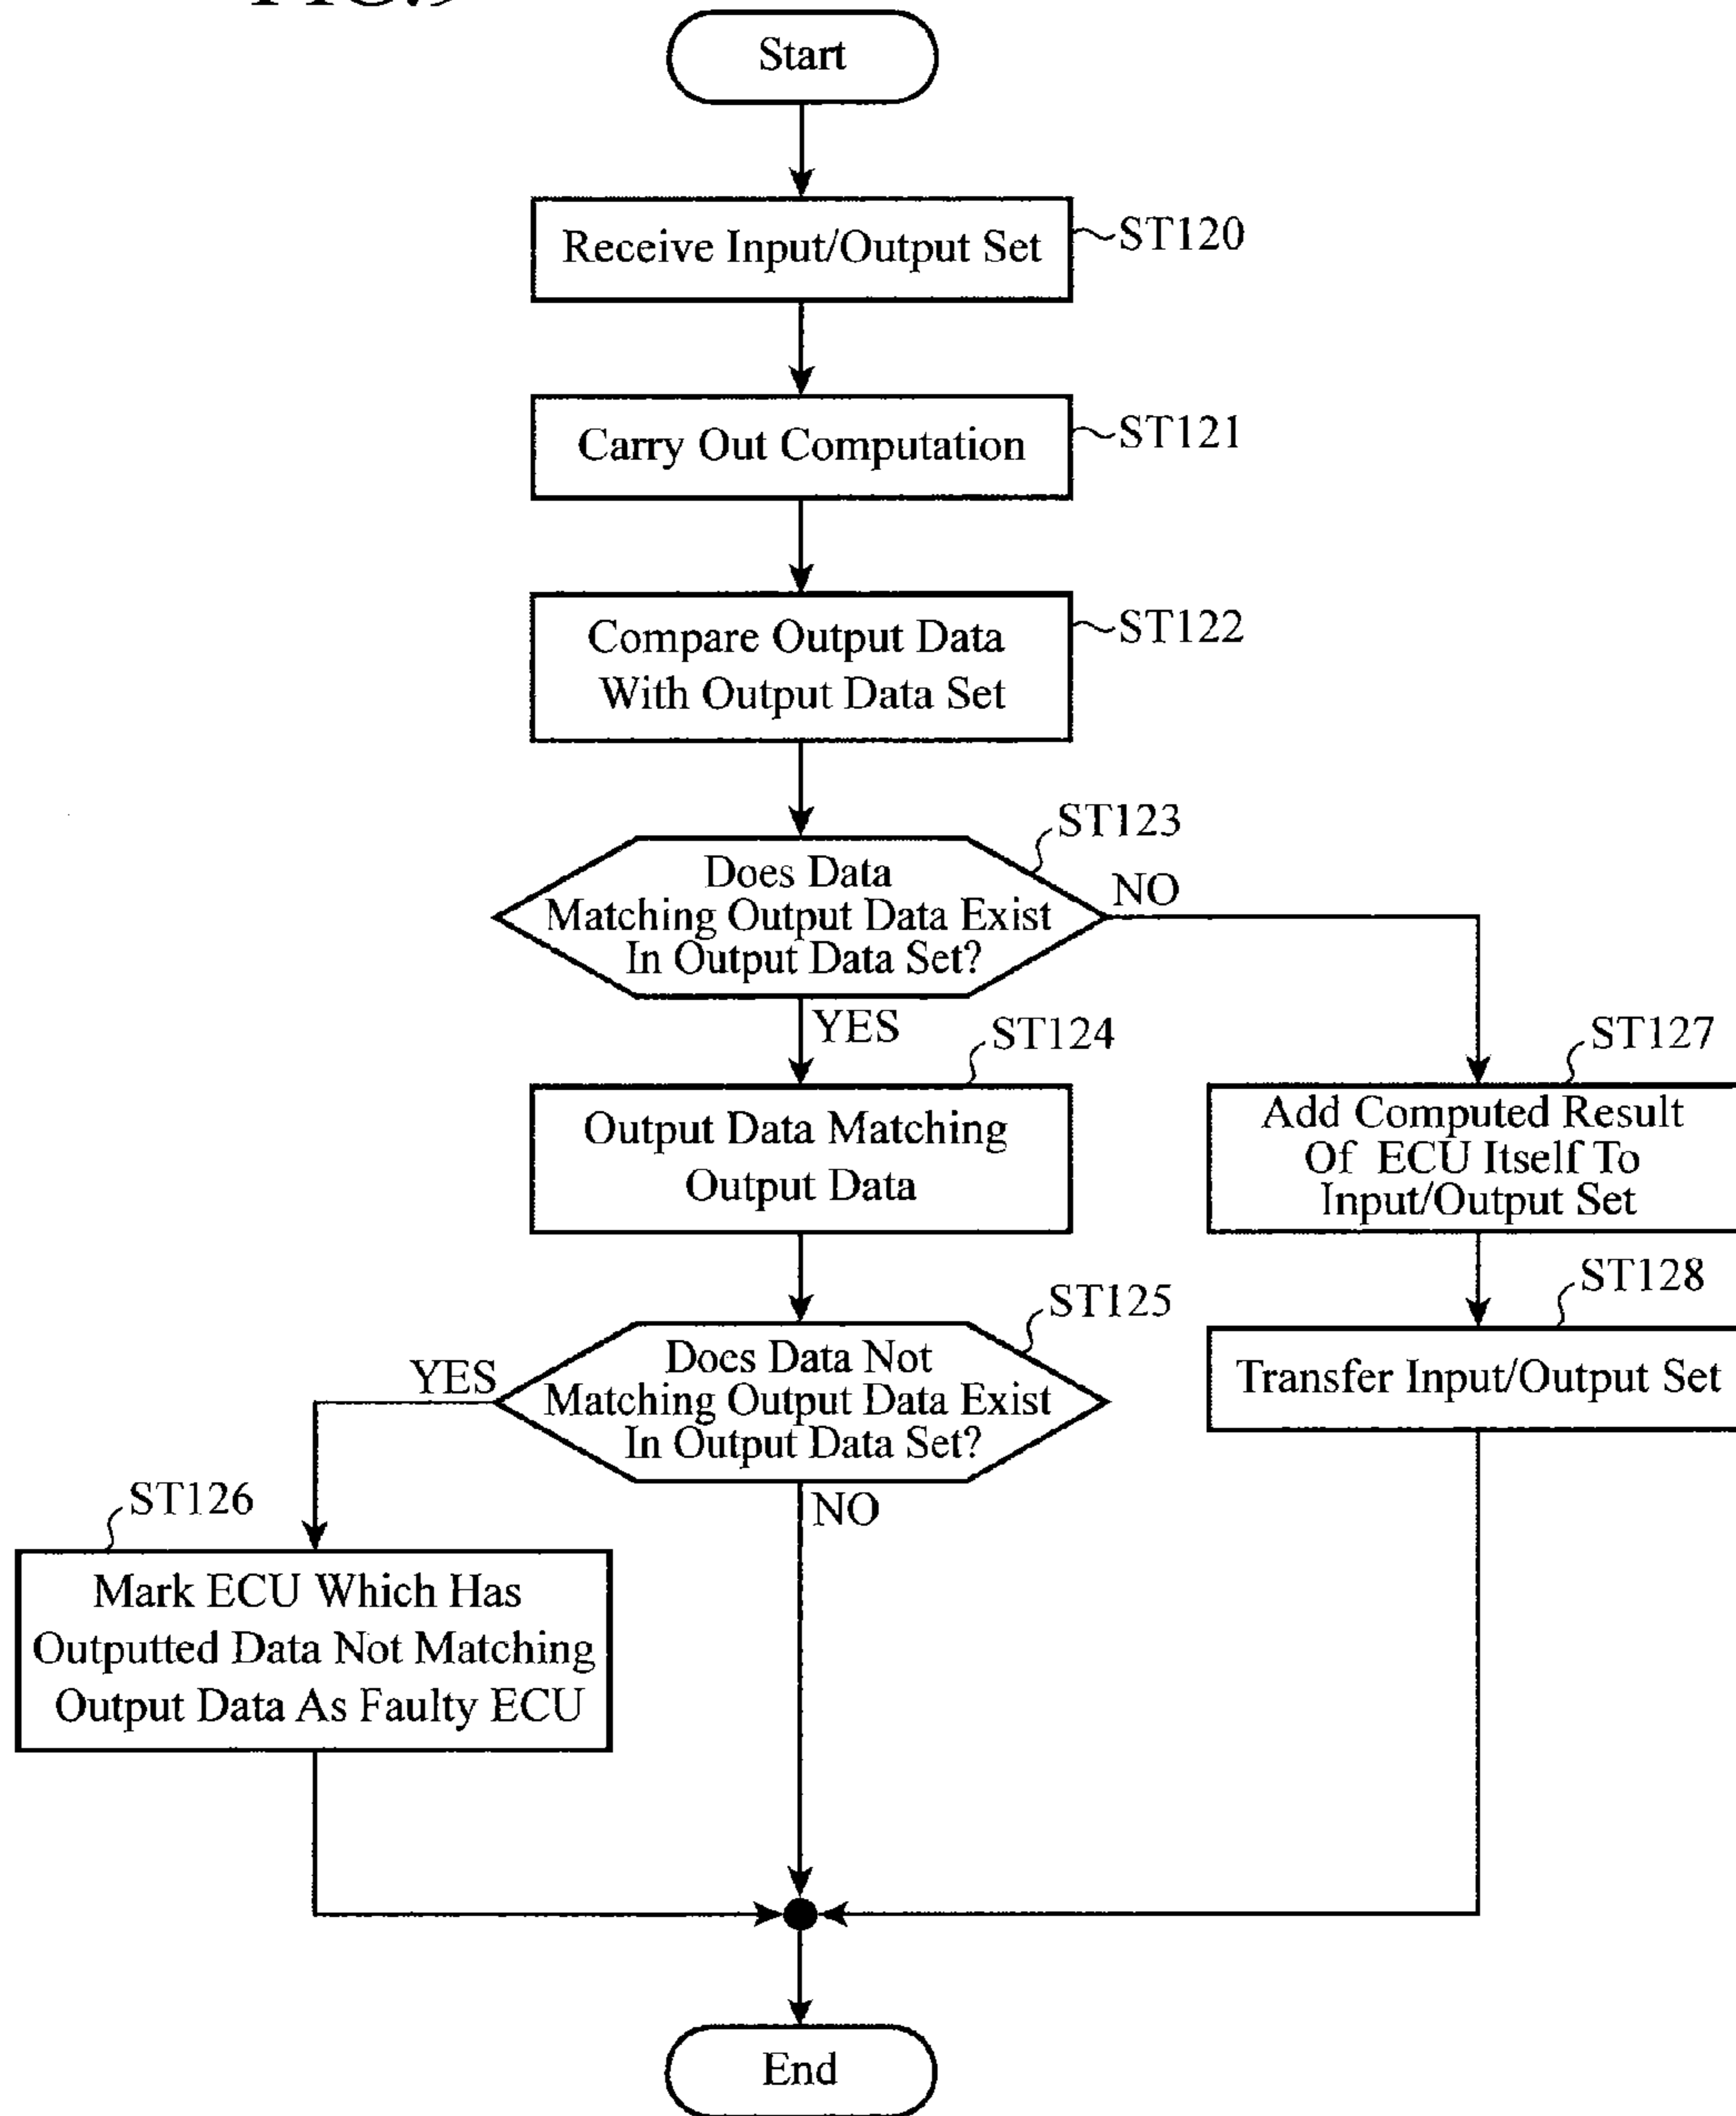 Start
Receive Input/Output Set
ST120
Carry Out Computation
ST121
Compare Output Data
With Output Data Set
ST122
ST123
Does Data
Matching Output Data Exist
In Output Data Set?
NO
YES
ST124
Output Data Matching
Output Data
ST127
Add Computed Result
Of ECU Itself To
Input/Output Set
ST125
Does Data Not
Matching Output Data Exist
In Output Data Set?
YES
NO
ST128
Transfer Input/Output Set
ST126
Mark ECU Which Has
Outputted Data Not Matching
Output Data As Faulty ECU
End